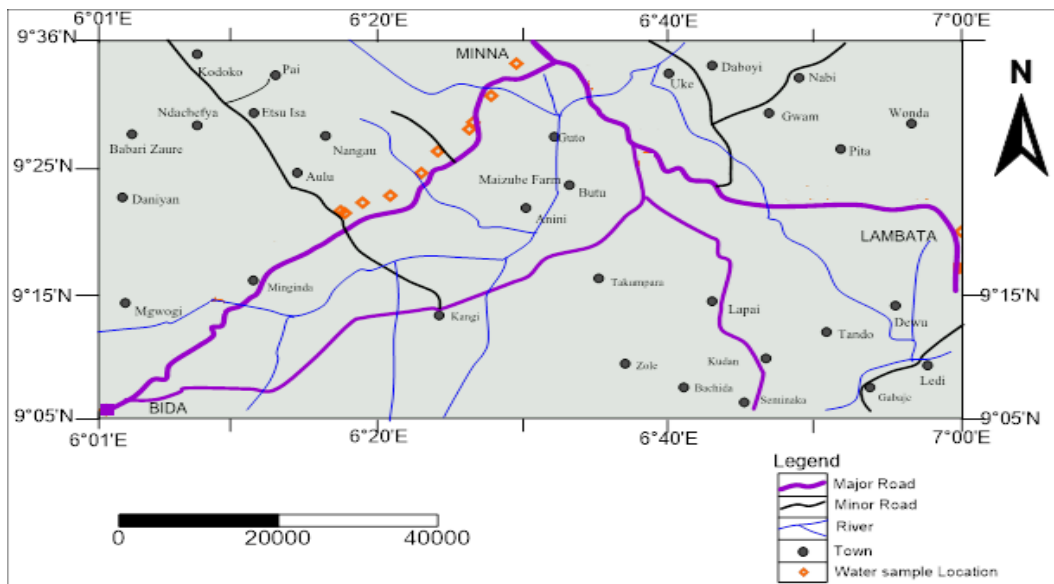 6°01'E 6°20'E 6°40'E 7°00'E
9°36'N
MINNA
N
Kodoko
Pai
Uke
Daboyi
Nabi
Ndachefya
Etsu Isa
Gwam
Wonda
Babari Zaure
Nangau
Guto
Pita
9°25'N 9°25'N
Aulu
Maizube Farm
Butu
Daniyan
Anini
LAMBATA
Minginda
Takumpara
9°15'N 9°15'N
Mgwogi
Kangi
Lapai
Dewu
Tando
Zole
Kudan
Ledi
Bachida
Gabaje
Seminaka
BIDA
9°05'N 9°05'N
6°01'E 6°20'E 6°40'E 7°00'E
Legend
Major Road
Minor Road
River
Town
Water sample Location
0 20000 40000